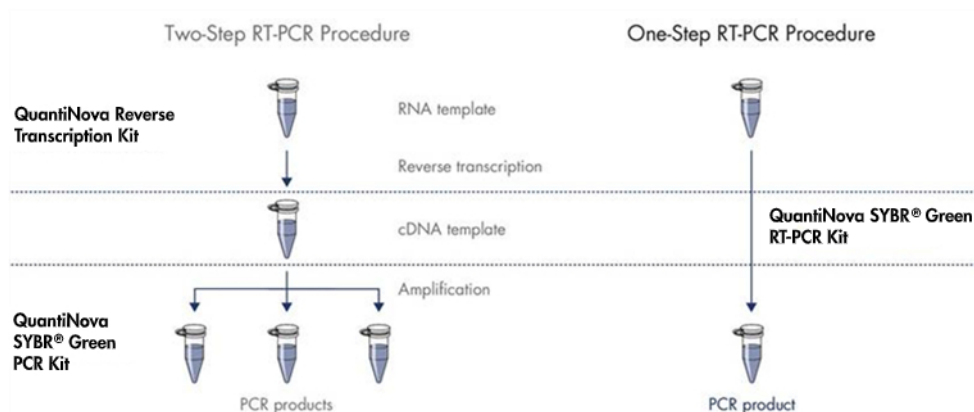 Two-Step RT-PCR Procedure
One-Step RT-PCR Procedure
QuantiNova Reverse
Transcription Kit
RNA template
Reverse transcription
cDNA template
QuantiNova SYBR® Green
RT-PCR Kit
Amplification
QuantiNova
SYBR® Green
PCR Kit
PCR products
PCR product